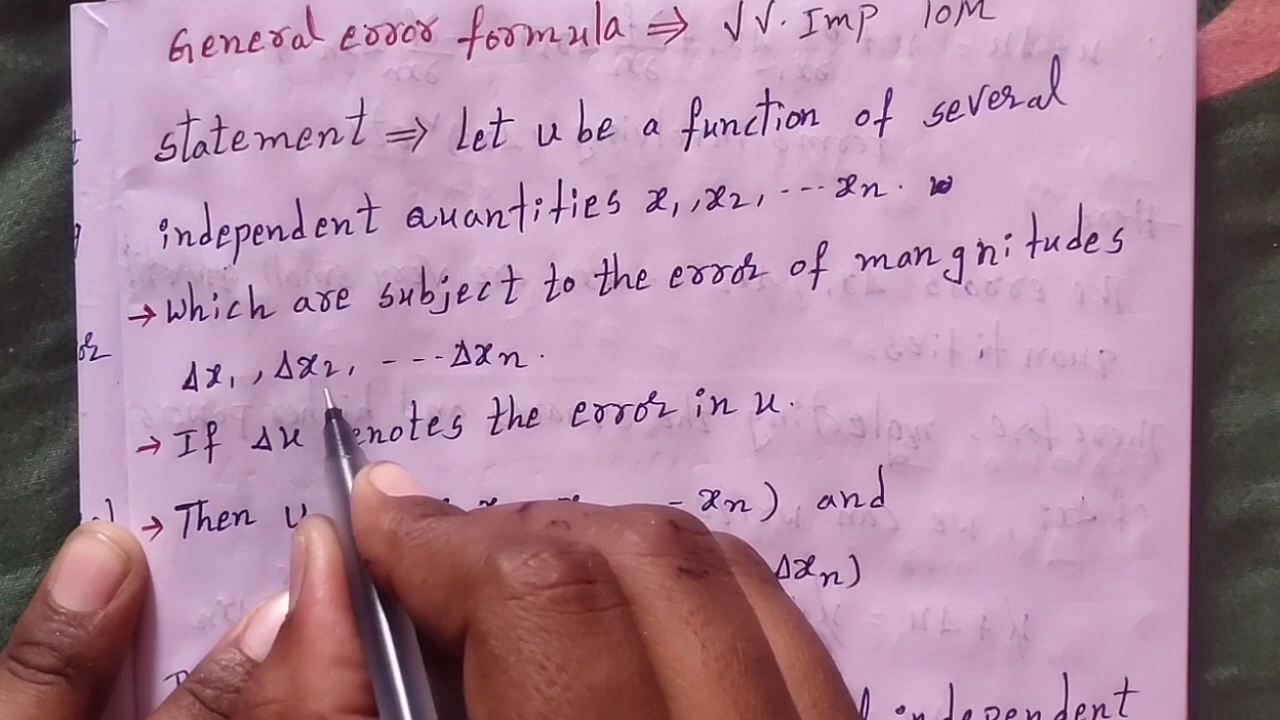 General error formula ⇒ √√. Imp 10M
statement ⇒ Let u be a function of several
independent quantities x₁, x₂, ---xn.
→ which are subject to the error of mangnitudes
Δx₁, Δx₂, ---Δxn.
→ If Δu enotes the error in u.
→ Then u - xn) and
Δxn)
independent